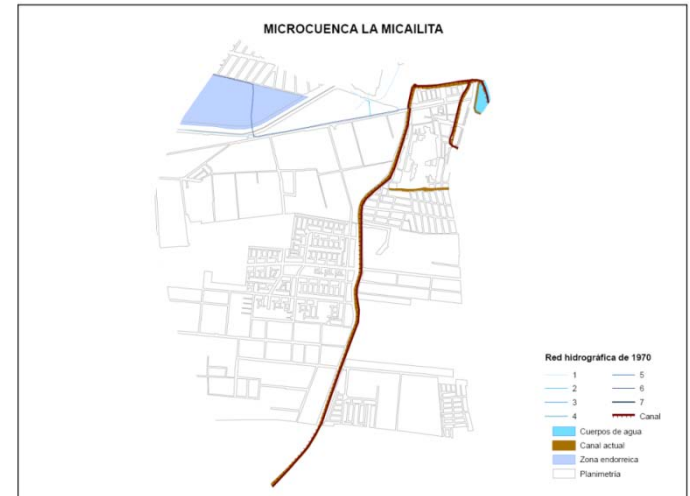 MICROCUENCA LA MICAILITA
Red hidrográfica de 1970
1 5
2 6
3 7
4 Canal
Cuerpos de agua
Canal actual
Zona endorreica
Planimetria